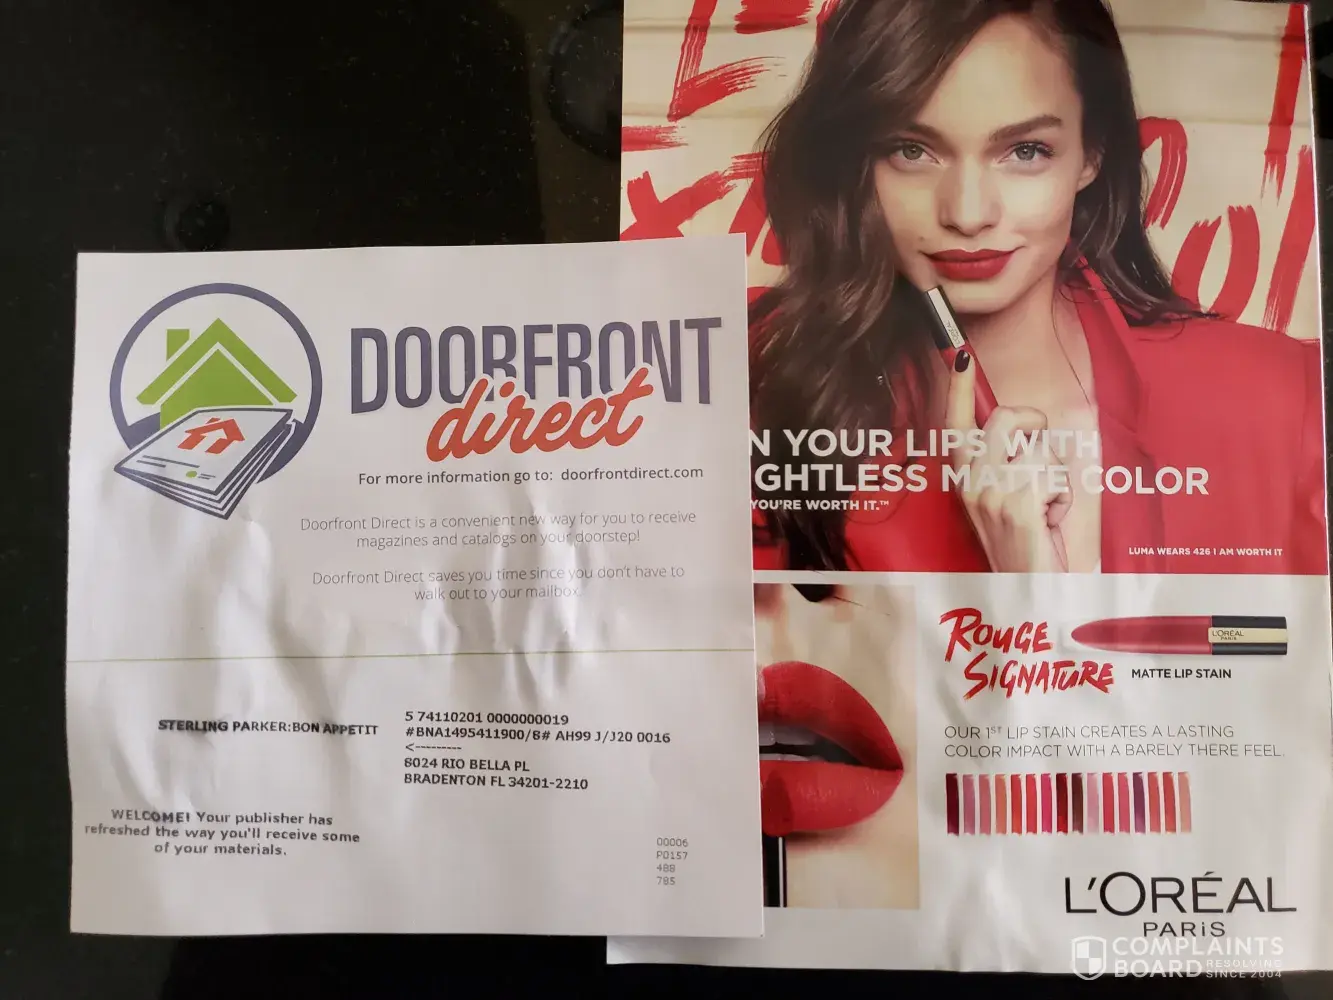 DOORFRONT
direct
For more information go to: doorfrontdirect.com
Doorfront Direct is a convenient new way for you to receive
magazines and catalogs on your doorstep!
Doorfront Direct saves you time since you don't have to
walk out to your mailbox.
STERLING PARKER:BON APPETIT
5 74110201 0000000019
#BNA1495411900/8# AH99 J/J20 0016
<---------
8024 RIO BELLA PL
BRADENTON FL 34201-2210
WELCOME! Your publisher has
refreshed the way you'll receive some
of your materials.
00006
P0157
488
785
N YOUR LIPS WITH
GHTLESS MATTE COLOR
YOU'RE WORTH IT.™
LUMA WEARS 426 I AM WORTH IT
ROUGE
SIGNATURE
L'ORÉAL
PARIS
MATTE LIP STAIN
OUR 1ST LIP STAIN CREATES A LASTING
COLOR IMPACT WITH A BARELY THERE FEEL.
L'ORÉAL
PARiS
COMPLAINTS
BOARD RESOLVING
SINCE 2004